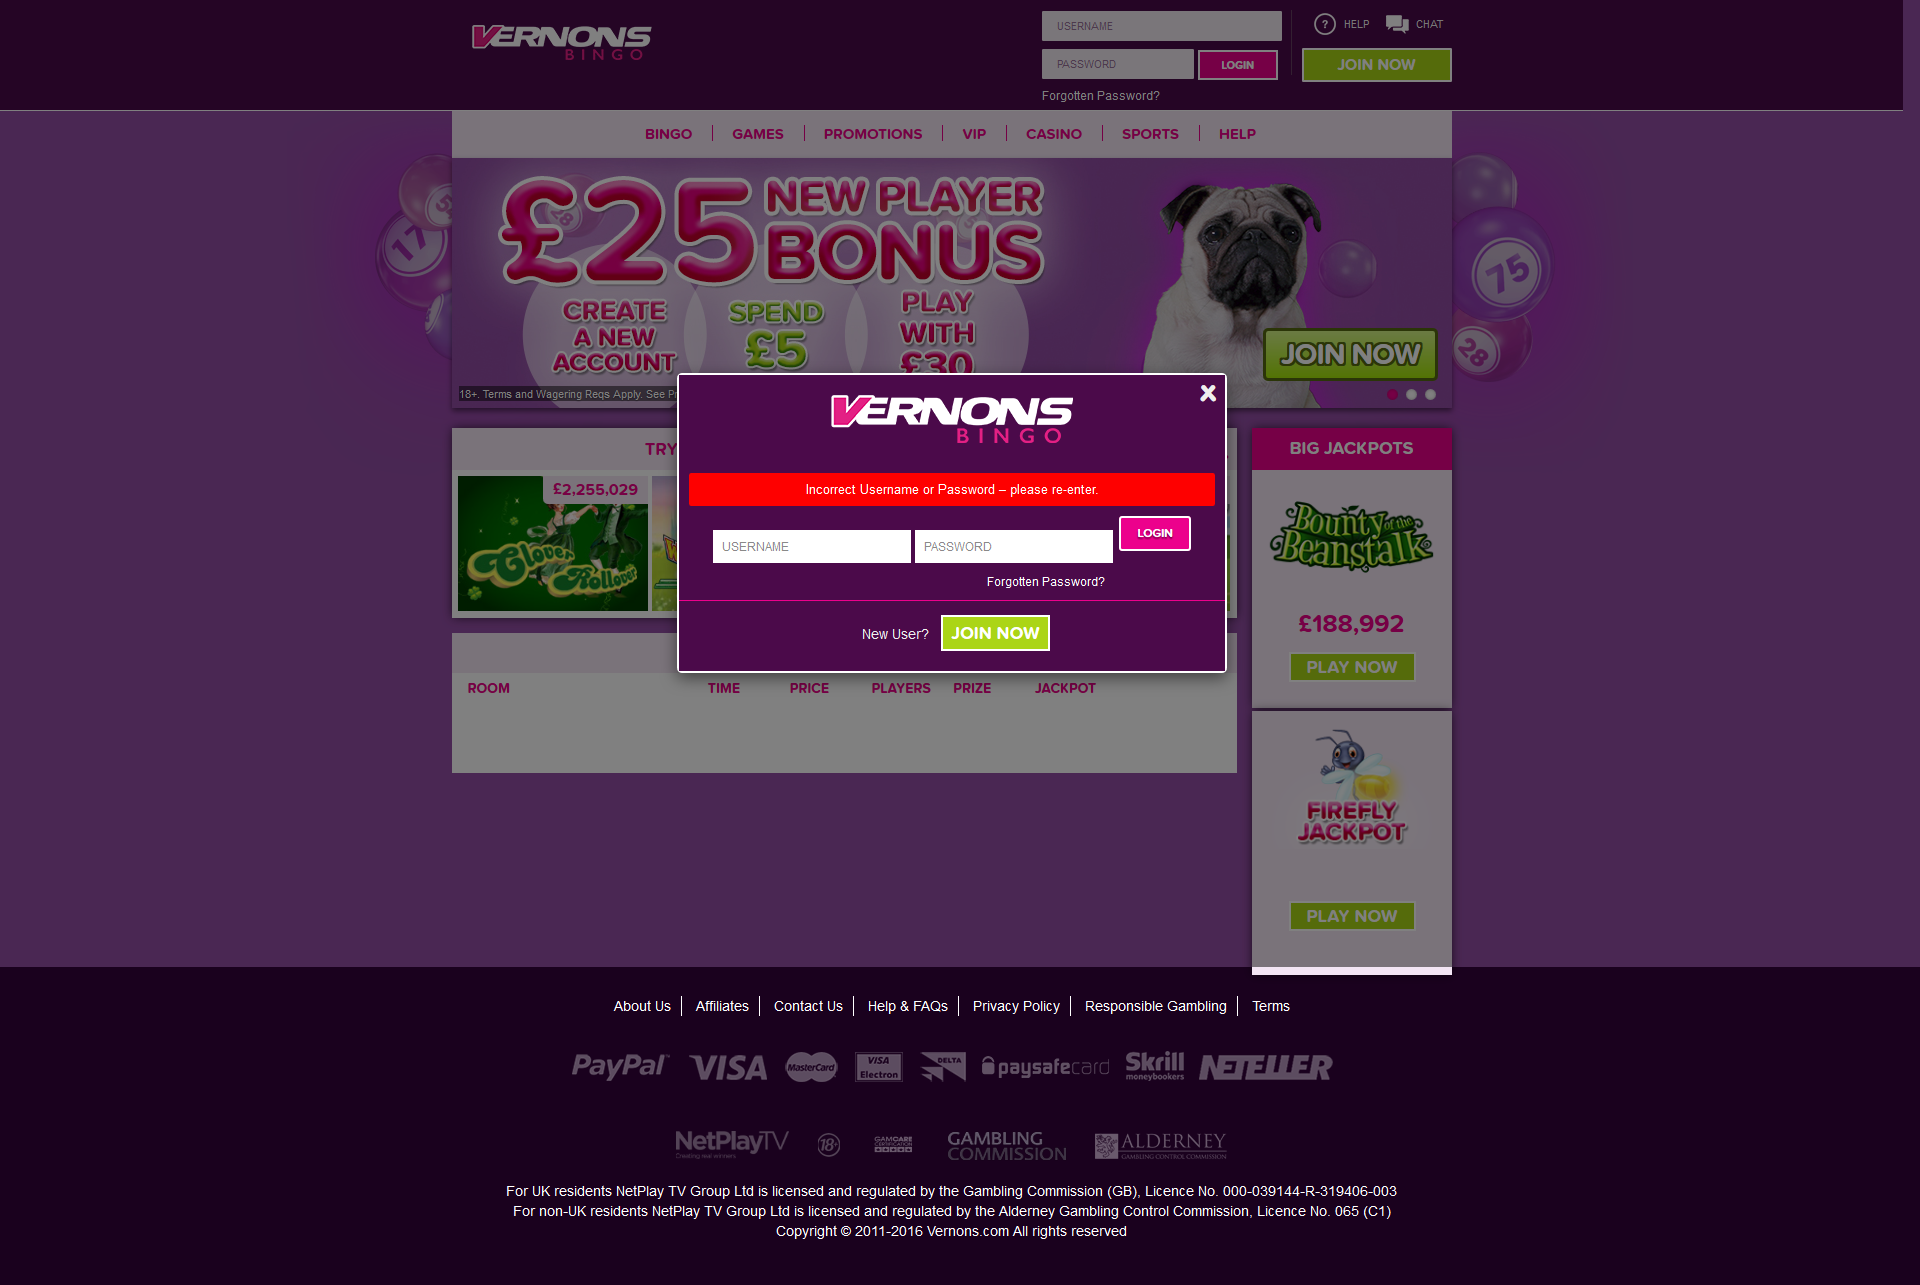 VERNONS
BINGO
USERNAME
PASSWORD
LOGIN
Forgotten Password?
HELP
CHAT
JOIN NOW
BINGO
GAMES
PROMOTIONS
VIP
CASINO
SPORTS
HELP
£25 NEW PLAYER BONUS
CREATE A NEW ACCOUNT
SPEND £5
PLAY WITH £30
17
28
75
28
JOIN NOW
18+. Terms and Wagering Reqs Apply. See
VERNONS
BINGO
Incorrect Username or Password – please re-enter.
USERNAME
PASSWORD
LOGIN
Forgotten Password?
New User?
JOIN NOW
TRY
£2,255,029
Clover Rollover
BIG JACKPOTS
Bounty of the Beanstalk
£188,992
PLAY NOW
ROOM
TIME
PRICE
PLAYERS
PRIZE
JACKPOT
FIREFLY
JACKPOT
PLAY NOW
About Us
Affiliates
Contact Us
Help & FAQs
Privacy Policy
Responsible Gambling
Terms
PayPal
VISA
MasterCard
VISA Electron
DELTA
paysafecard
Skrill moneybookers
NETELLER
NetPlayTV
Creating real winners
18+
GAMCARE CERTIFICATION
GAMBLING COMMISSION
ALDERNEY GAMBLING CONTROL COMMISSION
For UK residents NetPlay TV Group Ltd is licensed and regulated by the Gambling Commission (GB), Licence No. 000-039144-R-319406-003
For non-UK residents NetPlay TV Group Ltd is licensed and regulated by the Alderney Gambling Control Commission, Licence No. 065 (C1)
Copyright © 2011-2016 Vernons.com All rights reserved